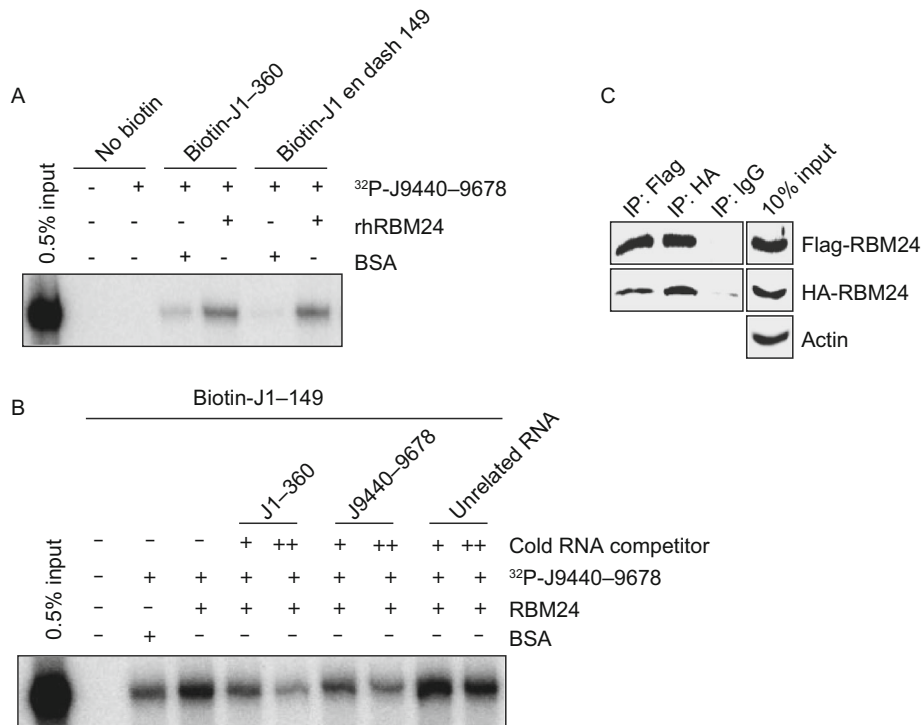 A
0.5% input
No biotin
Biotin-J1–360
Biotin-J1 en dash 149
- + + + + + ³²P-J9440–9678
- - - + - + rhRBM24
- - + - + - BSA
C
IP: Flag
IP: HA
IP: IgG
10% input
Flag-RBM24
HA-RBM24
Actin
B
Biotin-J1–149
0.5% input
J1–360
J9440–9678
Unrelated RNA
– – – + ++ + ++ + ++ Cold RNA competitor
– + + + + + + + + ³²P-J9440–9678
– – + + + + + + + RBM24
– + – – – – – – – BSA